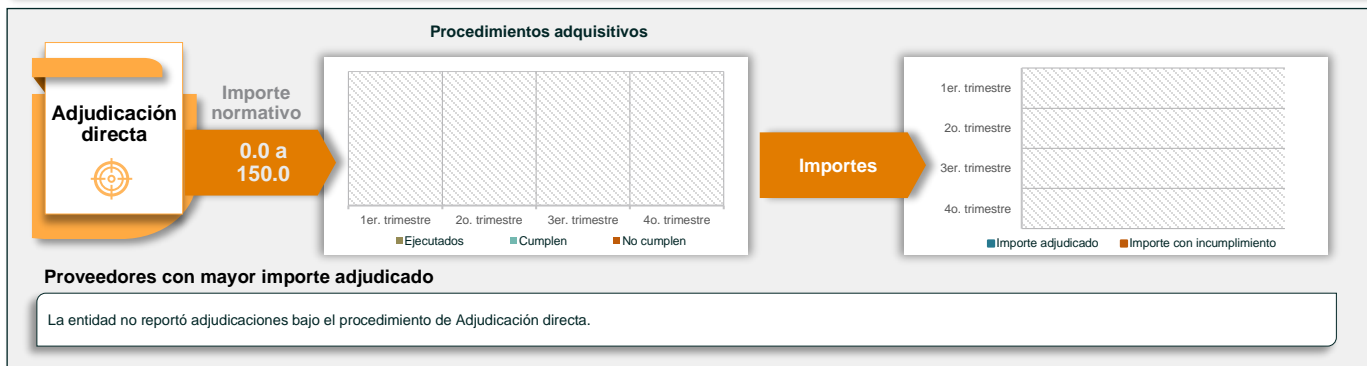 Procedimientos adquisitivos
Adjudicación
directa
Importe
normativo
0.0 a
150.0
1er. trimestre
2o. trimestre
3er. trimestre
4o. trimestre
Ejecutados
Cumplen
No cumplen
Importes
1er. trimestre
2o. trimestre
3er. trimestre
4o. trimestre
Importe adjudicado
Importe con incumplimiento
Proveedores con mayor importe adjudicado
La entidad no reportó adjudicaciones bajo el procedimiento de Adjudicación directa.